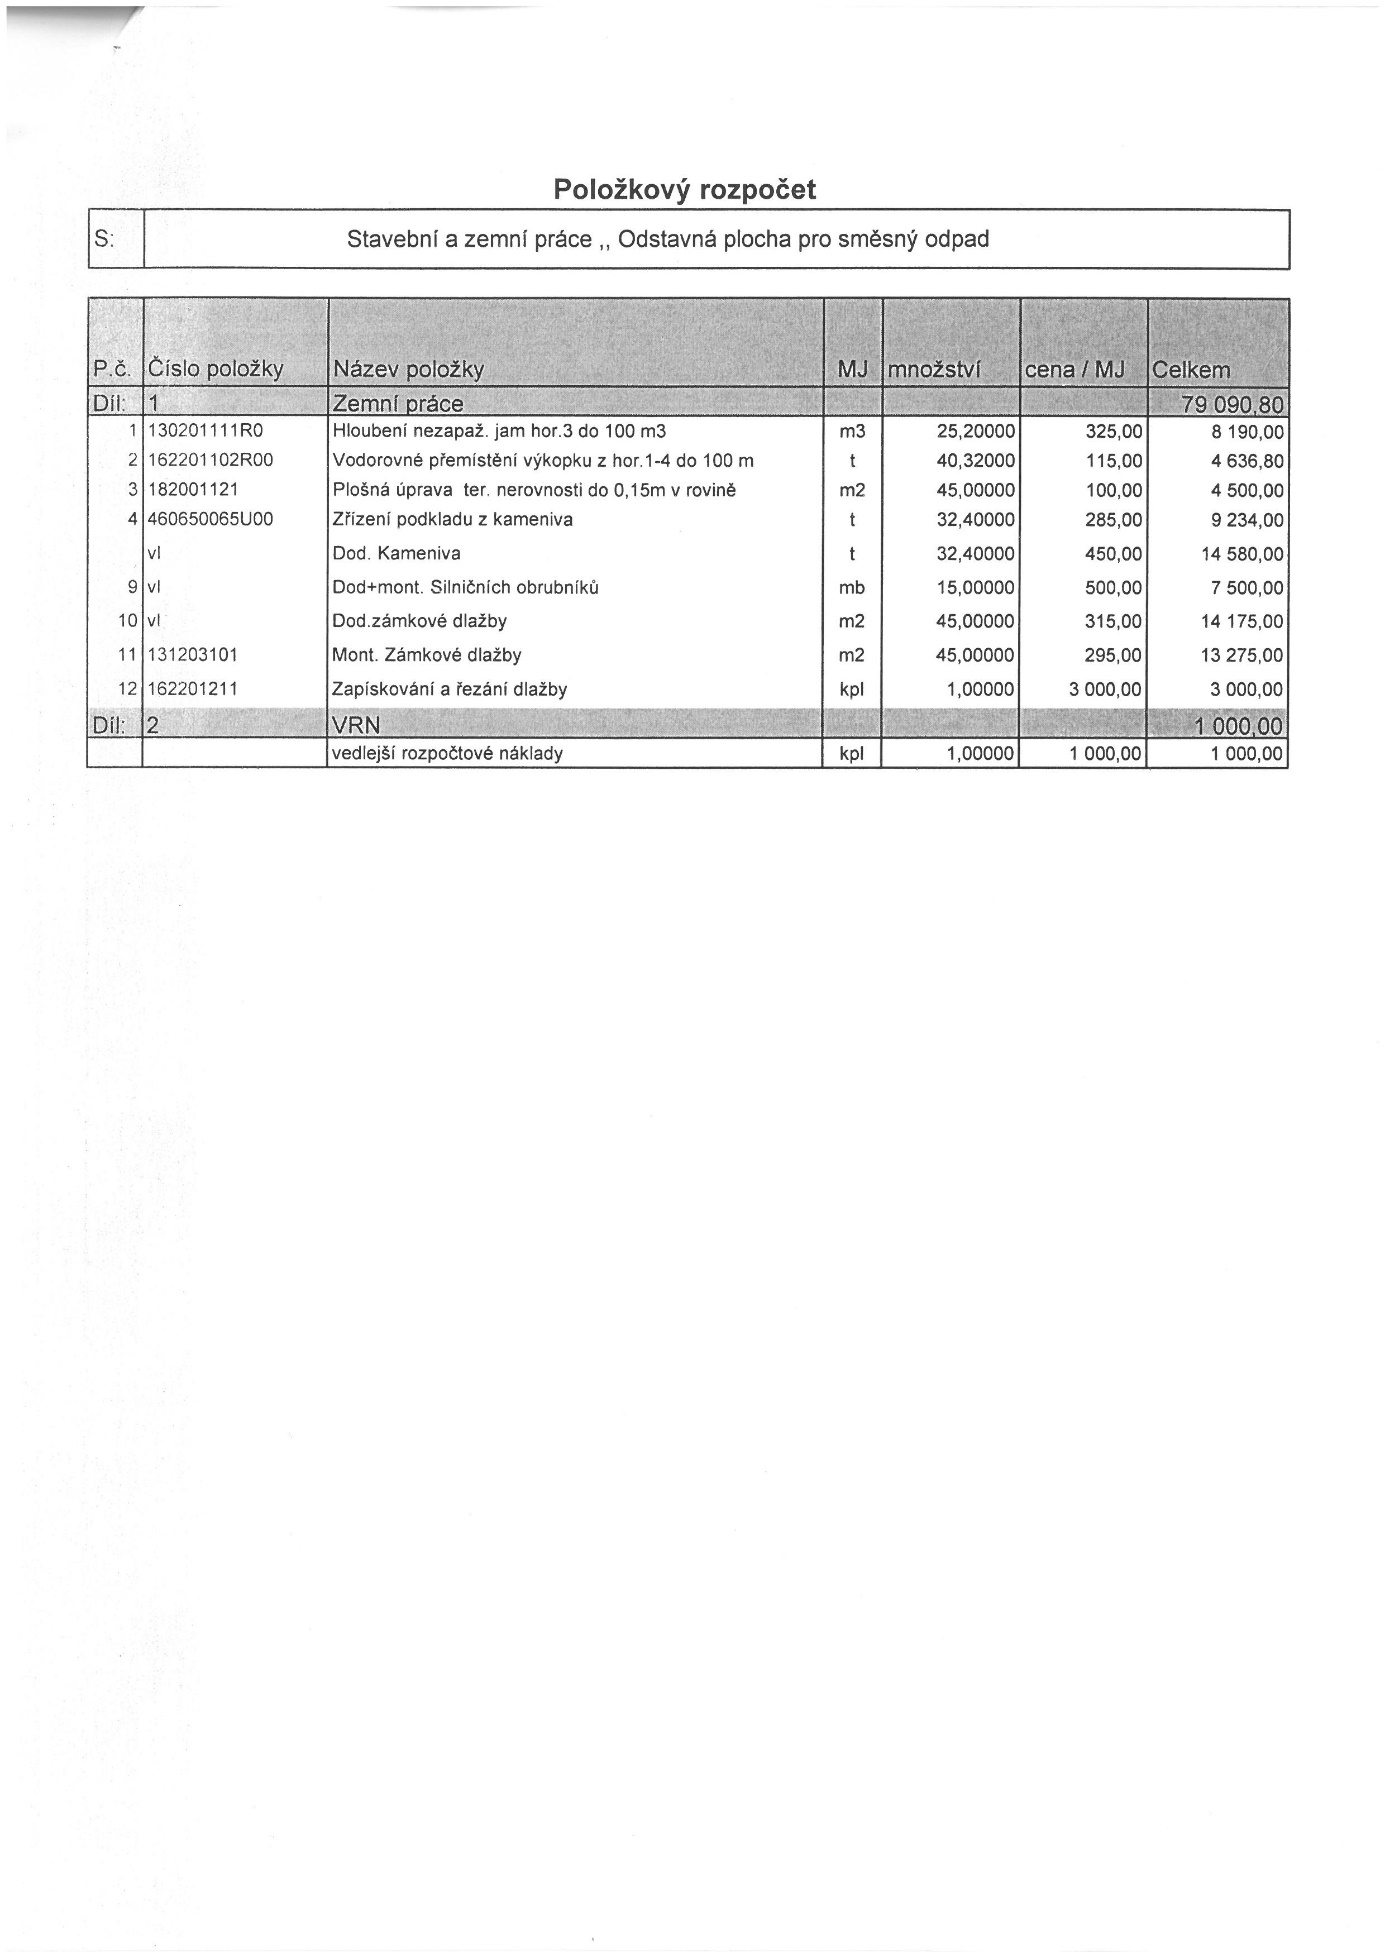 Položkový rozpočet
S: Stavební a zemní práce ,, Odstavná plocha pro směsný odpad
P.č. Číslo položky Název položky MJ množství cena / MJ Celkem
Díl: 1 Zemní práce 79 090,80
1 130201111R0 Hloubení nezapaž. jam hor.3 do 100 m3 m3 25,20000 325,00 8 190,00
2 162201102R00 Vodorovné přemístění výkopku z hor.1-4 do 100 m t 40,32000 115,00 4 636,80
3 182001121 Plošná úprava ter. nerovnosti do 0,15m v rovině m2 45,00000 100,00 4 500,00
4 460650065U00 Zřízení podkladu z kameniva t 32,40000 285,00 9 234,00
vl Dod. Kameniva t 32,40000 450,00 14 580,00
9 vl Dod+mont. Silničních obrubníků mb 15,00000 500,00 7 500,00
10 vl Dod.zámkové dlažby m2 45,00000 315,00 14 175,00
11 131203101 Mont. Zámkové dlažby m2 45,00000 295,00 13 275,00
12 162201211 Zapískování a řezání dlažby kpl 1,00000 3 000,00 3 000,00
Díl: 2 VRN 1 000,00
vedlejší rozpočtové náklady kpl 1,00000 1 000,00 1 000,00